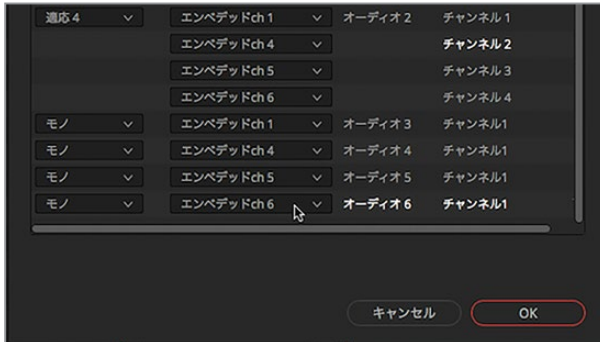 適応 4 エンベデッドch 1 オーディオ 2 チャンネル 1
エンベデッドch 4 チャンネル 2
エンベデッドch 5 チャンネル 3
エンベデッドch 6 チャンネル 4
モノ エンベデッドch 1 オーディオ 3 チャンネル1
モノ エンベデッドch 4 オーディオ 4 チャンネル1
モノ エンベデッドch 5 オーディオ 5 チャンネル1
モノ エンベデッドch 6 オーディオ 6 チャンネル1
キャンセル OK